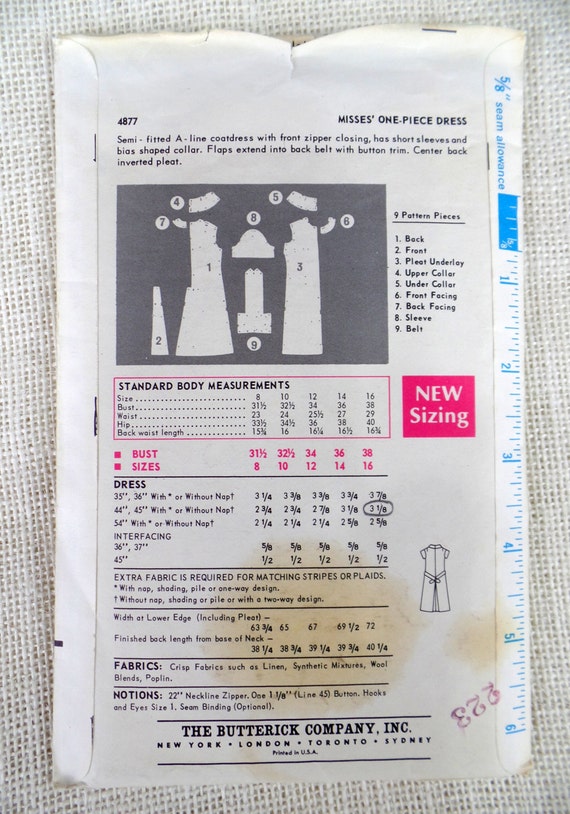 4877 MISSES' ONE-PIECE DRESS
Semi - fitted A - line coatdress with front zipper closing, has short sleeves and
bias shaped collar. Flaps extend into back belt with button trim. Center back
inverted pleat.
4 5
7 8 6
1 3
2 9
9 Pattern Pieces
1. Back
2. Front
3. Pleat Underlay
4. Upper Collar
5. Under Collar
6. Front Facing
7. Back Facing
8. Sleeve
9. Belt
STANDARD BODY MEASUREMENTS
Size 8 10 12 14 16
Bust 31½ 32½ 34 36 38
Waist 23 24 25½ 27 29
Hip 33½ 34½ 36 38 40
Back waist length 15¾ 16 16¼ 16½ 16¾
NEW
Sizing
BUST 31½ 32½ 34 36 38
SIZES 8 10 12 14 16
DRESS
35", 36" With * or Without Nap† 3 1/4 3 3/8 3 3/8 3 3/4 3 7/8
44", 45" With * or Without Nap† 2 3/4 2 3/4 2 7/8 3 1/8 3 1/8
54" With * or Without Nap† 2 1/4 2 1/4 2 1/4 2 5/8 2 5/8
INTERFACING
36", 37" 5/8 5/8 5/8 5/8 5/8
45" 1/2 1/2 1/2 1/2 1/2
EXTRA FABRIC IS REQUIRED FOR MATCHING STRIPES OR PLAIDS.
* With nap, shading, pile or one-way design.
† Without nap, shading or pile or with a two-way design.
Width at Lower Edge (Including Pleat) —
63 3/4 65 67 69 1/2 72
Finished back length from base of Neck —
38 1/4 38 3/4 39 1/4 39 3/4 40 1/4
FABRICS: Crisp Fabrics such as Linen, Synthetic Mixtures, Wool
Blends, Poplin.
NOTIONS: 22" Neckline Zipper. One 1 1/8" (Line 45) Button. Hooks
and Eyes Size 1. Seam Binding (Optional).
THE BUTTERICK COMPANY, INC.
NEW YORK • LONDON • TORONTO • SYDNEY
Printed in U.S.A.
223
5/8" seam allowance
5/8
1
2
3
4
5
6